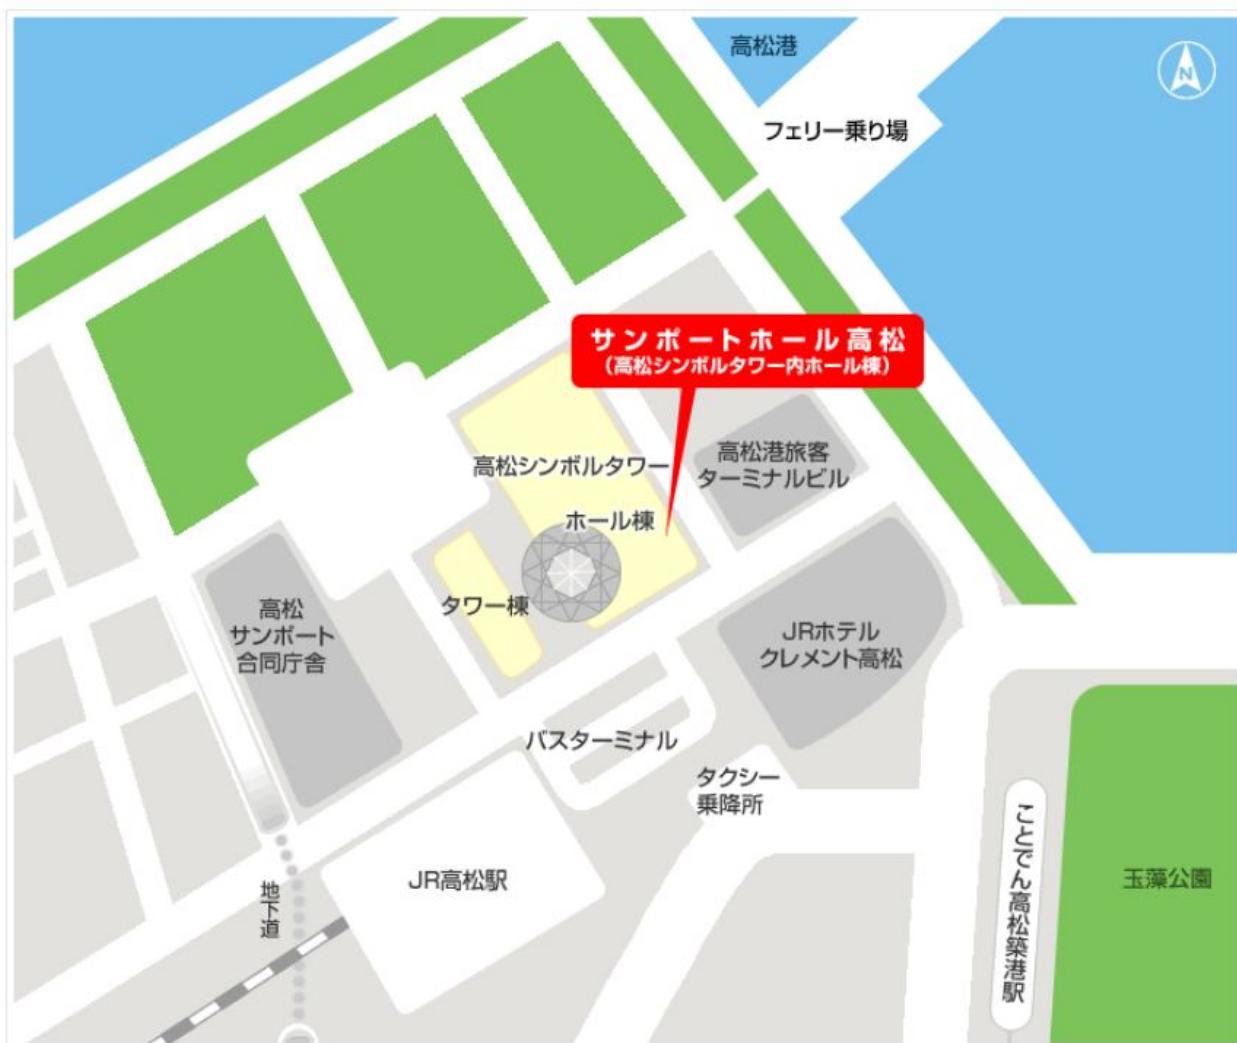 高松港
N
フェリー乗り場
サンポートホール高松
(高松シンボルタワー内ホール棟)
高松港旅客
ターミナルビル
高松シンボルタワー
ホール棟
タワー棟
高松
サンポート
合同庁舎
JRホテル
クレメント高松
バスターミナル
タクシー
乗降所
JR高松駅
地下道
ことでん高松築港駅
玉藻公園